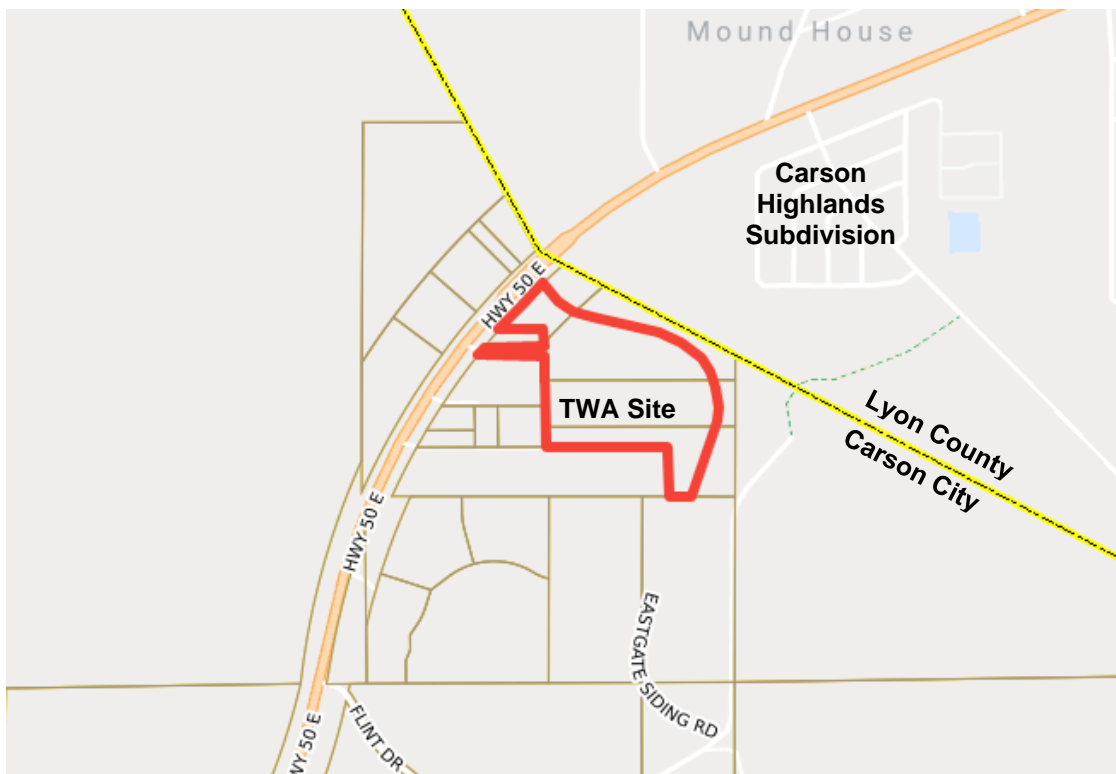 Mound House
Carson
Highlands
Subdivision
HWY 50 E
TWA Site
Lyon County
Carson City
HWY 50 E
EASTGATE SIDING RD
FLINT DR
HWY 50 E